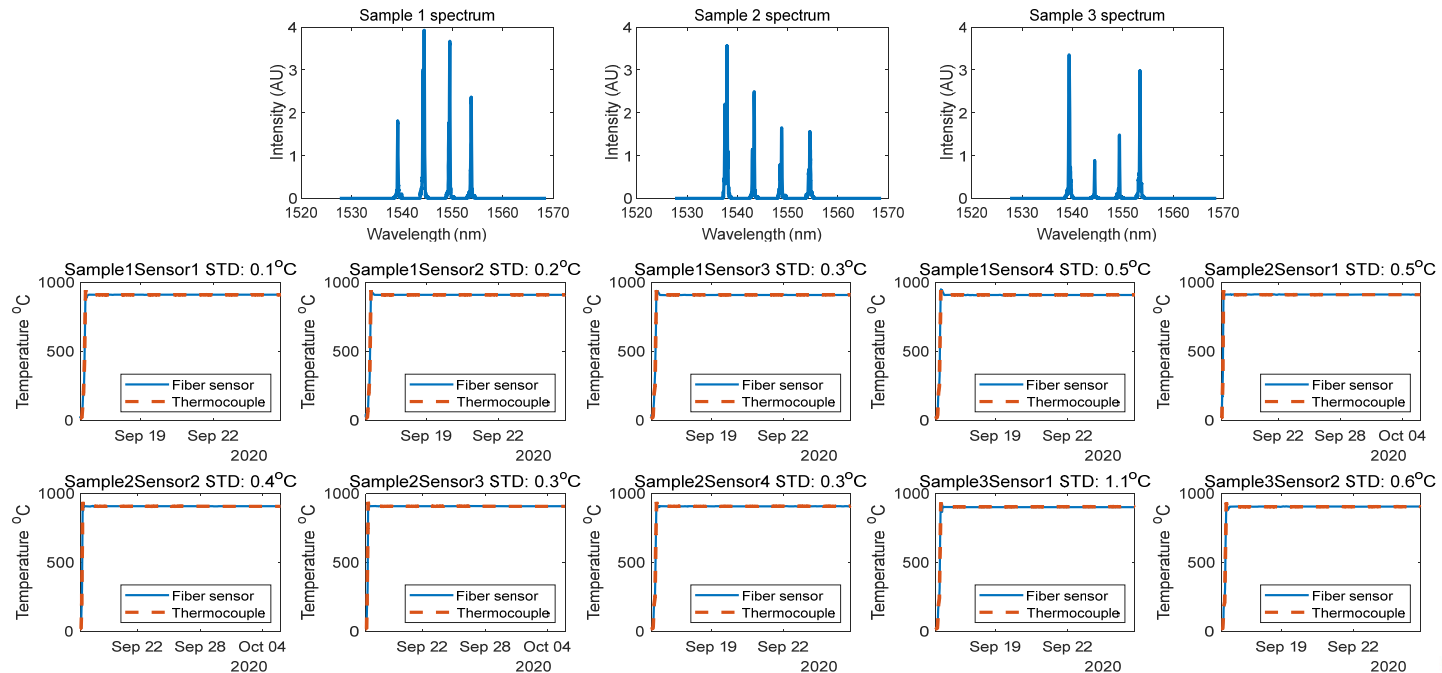 Sample 1 spectrum
Sample 2 spectrum
Sample 3 spectrum
Intensity (AU)
4
3
2
1
0
1520 1530 1540 1550 1560 1570
Wavelength (nm)
Intensity (AU)
4
3
2
1
0
1520 1530 1540 1550 1560 1570
Wavelength (nm)
Intensity (AU)
4
3
2
1
0
1520 1530 1540 1550 1560 1570
Wavelength (nm)
Sample1Sensor1 STD: 0.1°C
Temperature °C
1000
500
0
Fiber sensor
Thermocouple
Sep 19 Sep 22
2020
Sample1Sensor2 STD: 0.2°C
Temperature °C
1000
500
0
Fiber sensor
Thermocouple
Sep 19 Sep 22
2020
Sample1Sensor3 STD: 0.3°C
Temperature °C
1000
500
0
Fiber sensor
Thermocouple
Sep 19 Sep 22
2020
Sample1Sensor4 STD: 0.5°C
Temperature °C
1000
500
0
Fiber sensor
Thermocouple
Sep 19 Sep 22
2020
Sample2Sensor1 STD: 0.5°C
Temperature °C
1000
500
0
Fiber sensor
Thermocouple
Sep 22 Sep 28 Oct 04
2020
Sample2Sensor2 STD: 0.4°C
Temperature °C
1000
500
0
Fiber sensor
Thermocouple
Sep 22 Sep 28 Oct 04
2020
Sample2Sensor3 STD: 0.3°C
Temperature °C
1000
500
0
Fiber sensor
Thermocouple
Sep 22 Sep 28 Oct 04
2020
Sample2Sensor4 STD: 0.3°C
Temperature °C
1000
500
0
Fiber sensor
Thermocouple
Sep 19 Sep 22
2020
Sample3Sensor1 STD: 1.1°C
Temperature °C
1000
500
0
Fiber sensor
Thermocouple
Sep 19 Sep 22
2020
Sample3Sensor2 STD: 0.6°C
Temperature °C
1000
500
0
Fiber sensor
Thermocouple
Sep 19 Sep 22
2020